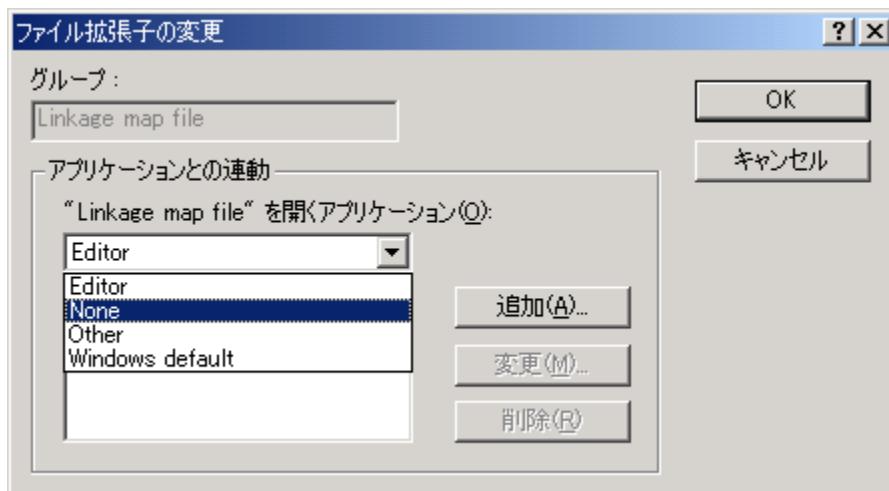 ファイル拡張子の変更
グループ :
Linkage map file
OK
キャンセル
アプリケーションとの連動
"Linkage map file" を開くアプリケーション(O):
Editor
Editor
None
Other
Windows default
追加(A)...
変更(M)...
削除(R)